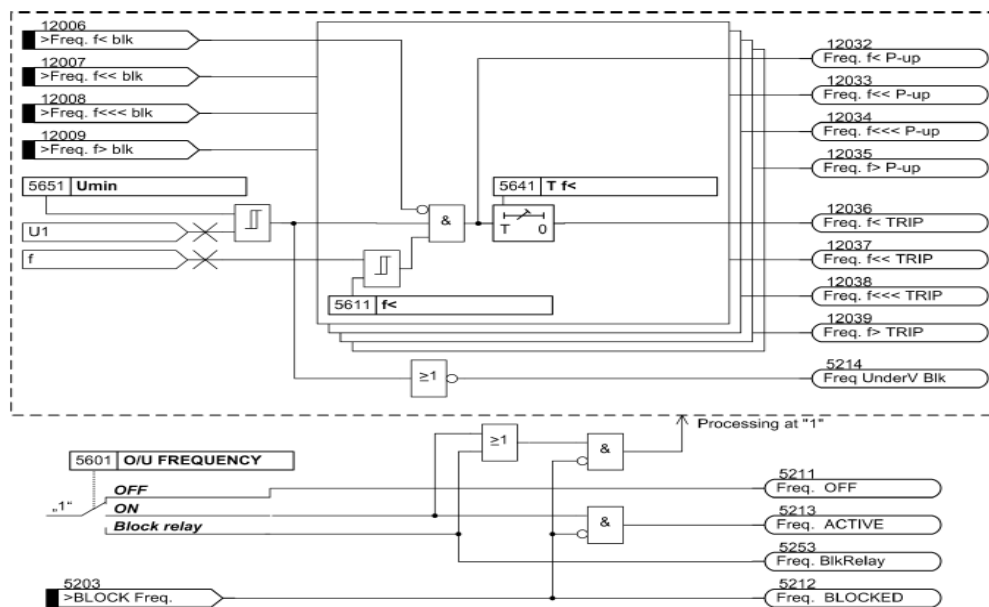 12006
>Freq. f< blk
12007
>Freq. f<< blk
12008
>Freq. f<<< blk
12009
>Freq. f> blk
5651 Umin
U1
f
&
5641 T f<
T 0
5611 f<
≥1
12032
Freq. f< P-up
12033
Freq. f<< P-up
12034
Freq. f<<< P-up
12035
Freq. f> P-up
12036
Freq. f< TRIP
12037
Freq. f<< TRIP
12038
Freq. f<<< TRIP
12039
Freq. f> TRIP
5214
Freq UnderV Blk
Processing at "1"
≥1
&
5601 O/U FREQUENCY
„1“
OFF
ON
Block relay
&
5211
Freq. OFF
5213
Freq. ACTIVE
5253
Freq. BlkRelay
5203
>BLOCK Freq.
5212
Freq. BLOCKED